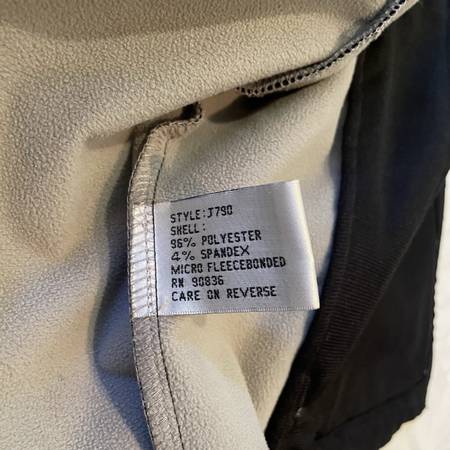 STYLE:J790
SHELL:
96% POLYESTER
4% SPANDEX
MICRO FLEECEBONDED
RN 90836
CARE ON REVERSE